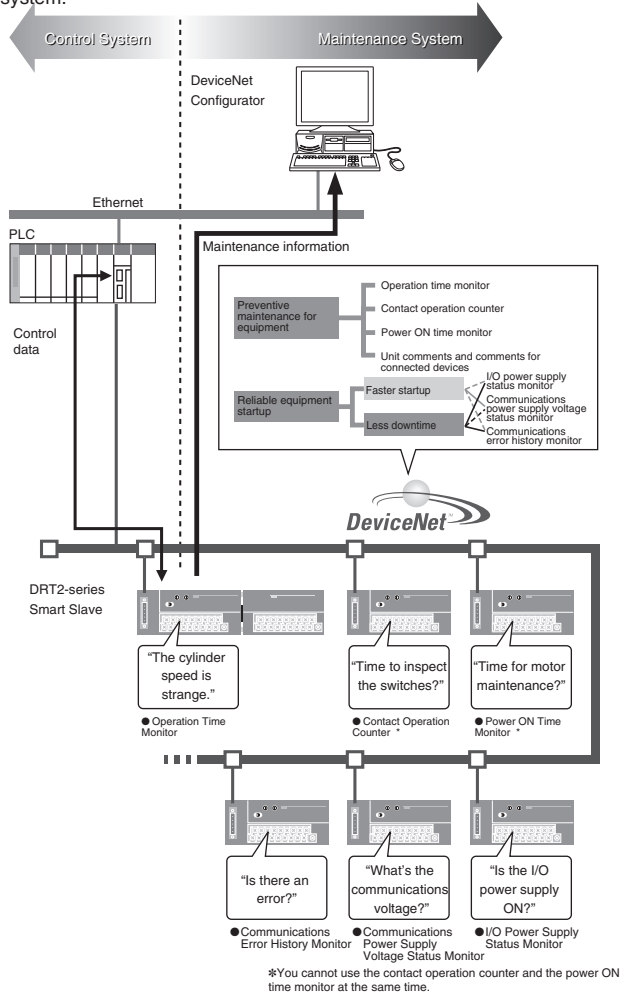 system.
Control System
Maintenance System
DeviceNet
Configurator
Ethernet
PLC
Maintenance information
Control
data
Preventive
maintenance for
equipment
Operation time monitor
Contact operation counter
Power ON time monitor
Unit comments and comments for
connected devices
Reliable equipment
startup
Faster startup
Less downtime
I/O power supply
status monitor
Communications
power supply voltage
status monitor
Communications
error history monitor
DeviceNet™
DRT2-series
Smart Slave
“The cylinder
speed is
strange.”
“Time to inspect
the switches?”
“Time for motor
maintenance?”
● Operation Time
Monitor
● Contact Operation
Counter *
● Power ON Time
Monitor *
“Is there an
error?”
“What's the
communications
voltage?”
“Is the I/O
power supply
ON?”
●Communications
Error History Monitor
●Communications
Power Supply
Voltage Status Monitor
●I/O Power Supply
Status Monitor
✻You cannot use the contact operation counter and the power ON
time monitor at the same time.